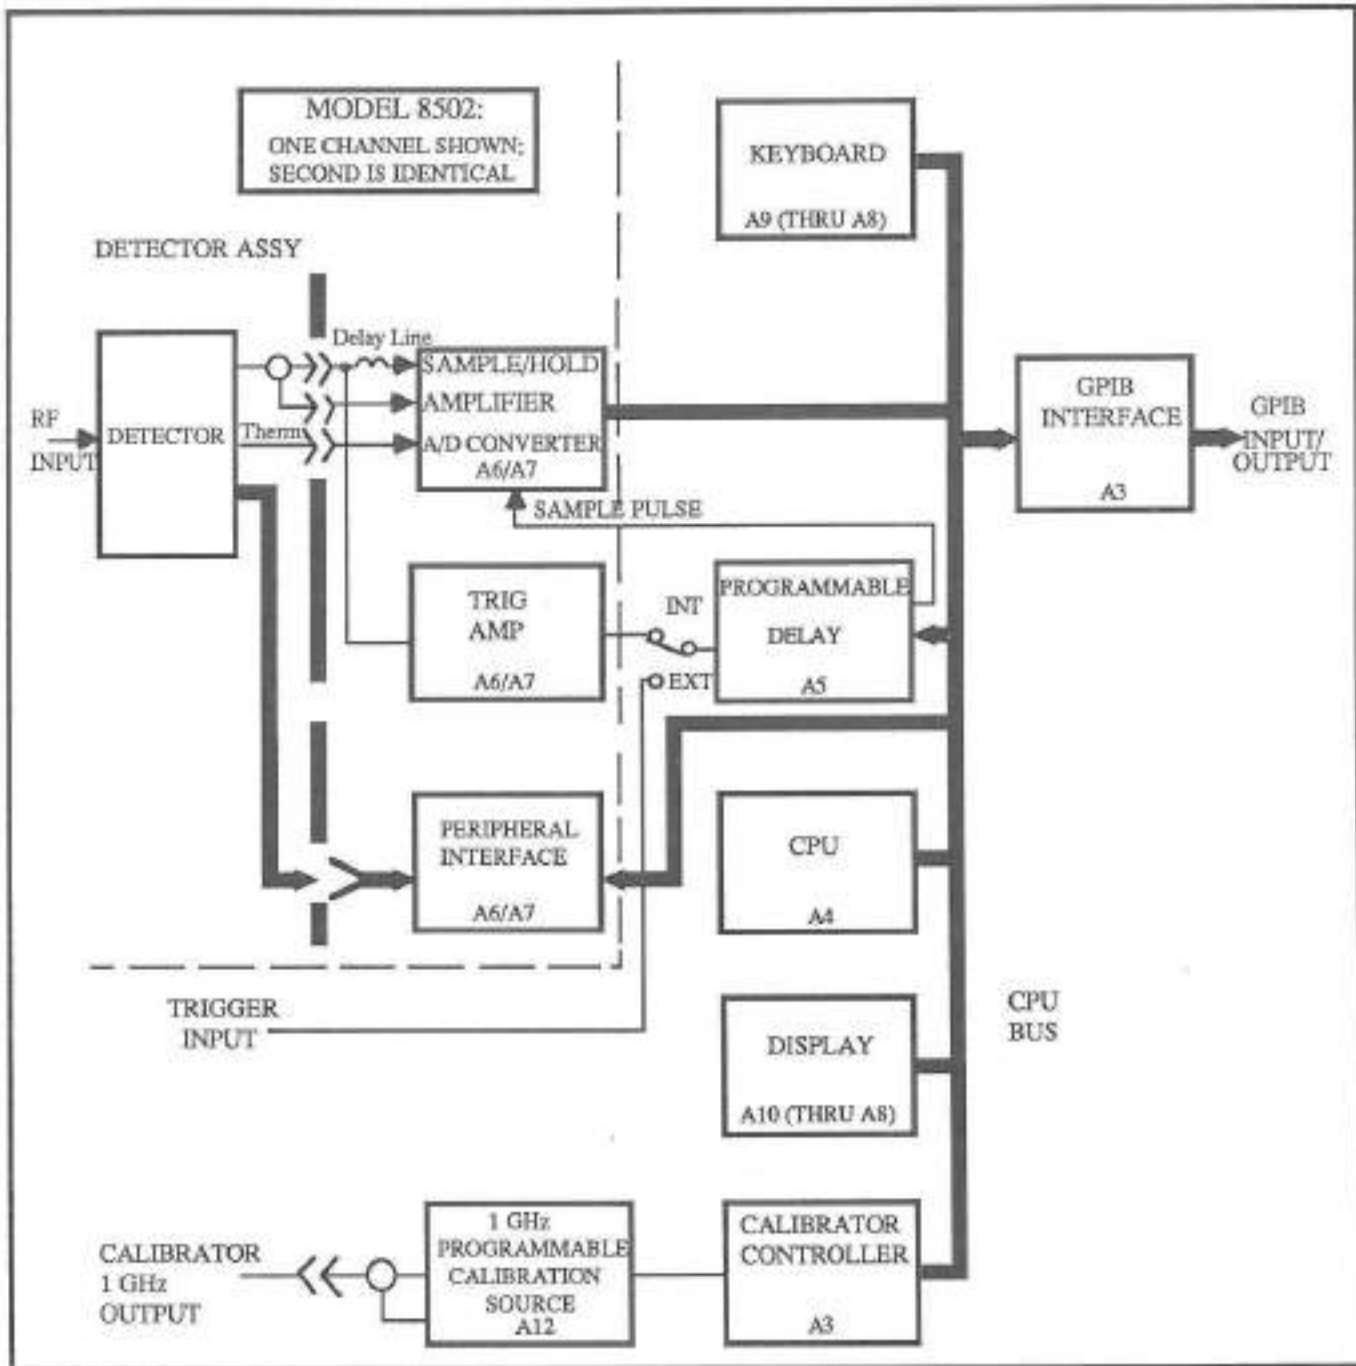 MODEL 8502:
ONE CHANNEL SHOWN;
SECOND IS IDENTICAL
KEYBOARD
A9 (THRU A8)
DETECTOR ASSY
Delay Line
SAMPLE/HOLD
AMPLIFIER
A/D CONVERTER
A6/A7
RF
INPUT
DETECTOR
Therm
GPIB
INTERFACE
A3
GPIB
INPUT/
OUTPUT
SAMPLE PULSE
TRIG
AMP
A6/A7
INT
EXT
PROGRAMMABLE
DELAY
A5
PERIPHERAL
INTERFACE
A6/A7
CPU
A4
TRIGGER
INPUT
DISPLAY
A10 (THRU A8)
CPU
BUS
CALIBRATOR
1 GHz
OUTPUT
1 GHz
PROGRAMMABLE
CALIBRATION
SOURCE
A12
CALIBRATOR
CONTROLLER
A3